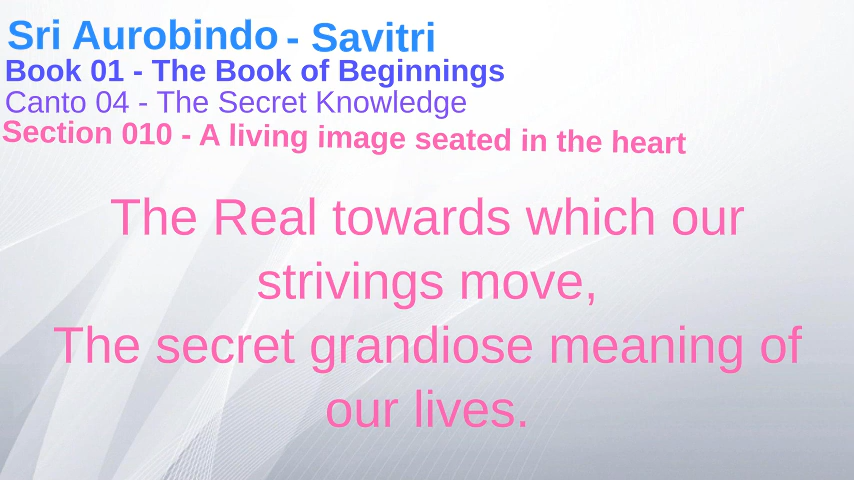 Sri Aurobindo - Savitri
Book 01 - The Book of Beginnings
Canto 04 - The Secret Knowledge
Section 010 - A living image seated in the heart
The Real towards which our
strivings move,
The secret grandiose meaning of
our lives.